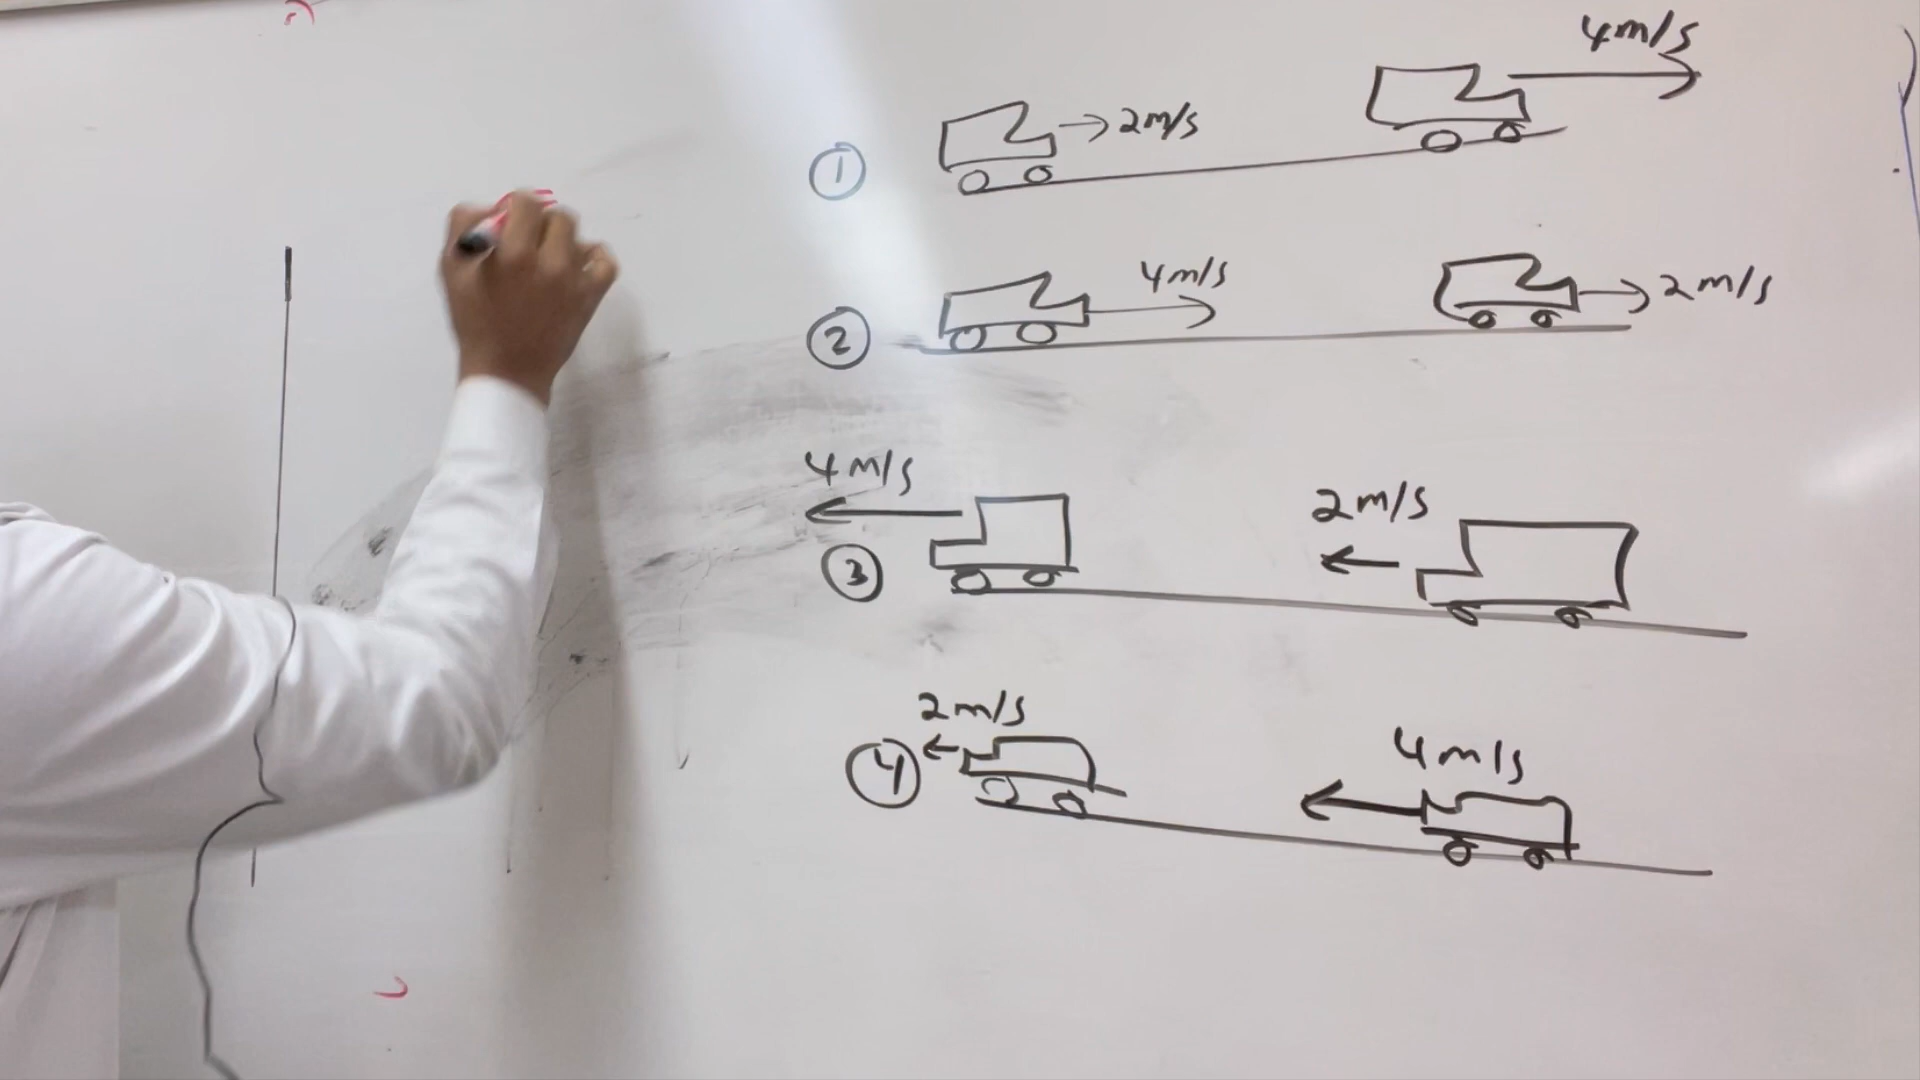 4m/s
① 2m/s
② 4m/s 2m/s
4m/s 2m/s
③
2m/s 4m/s
④